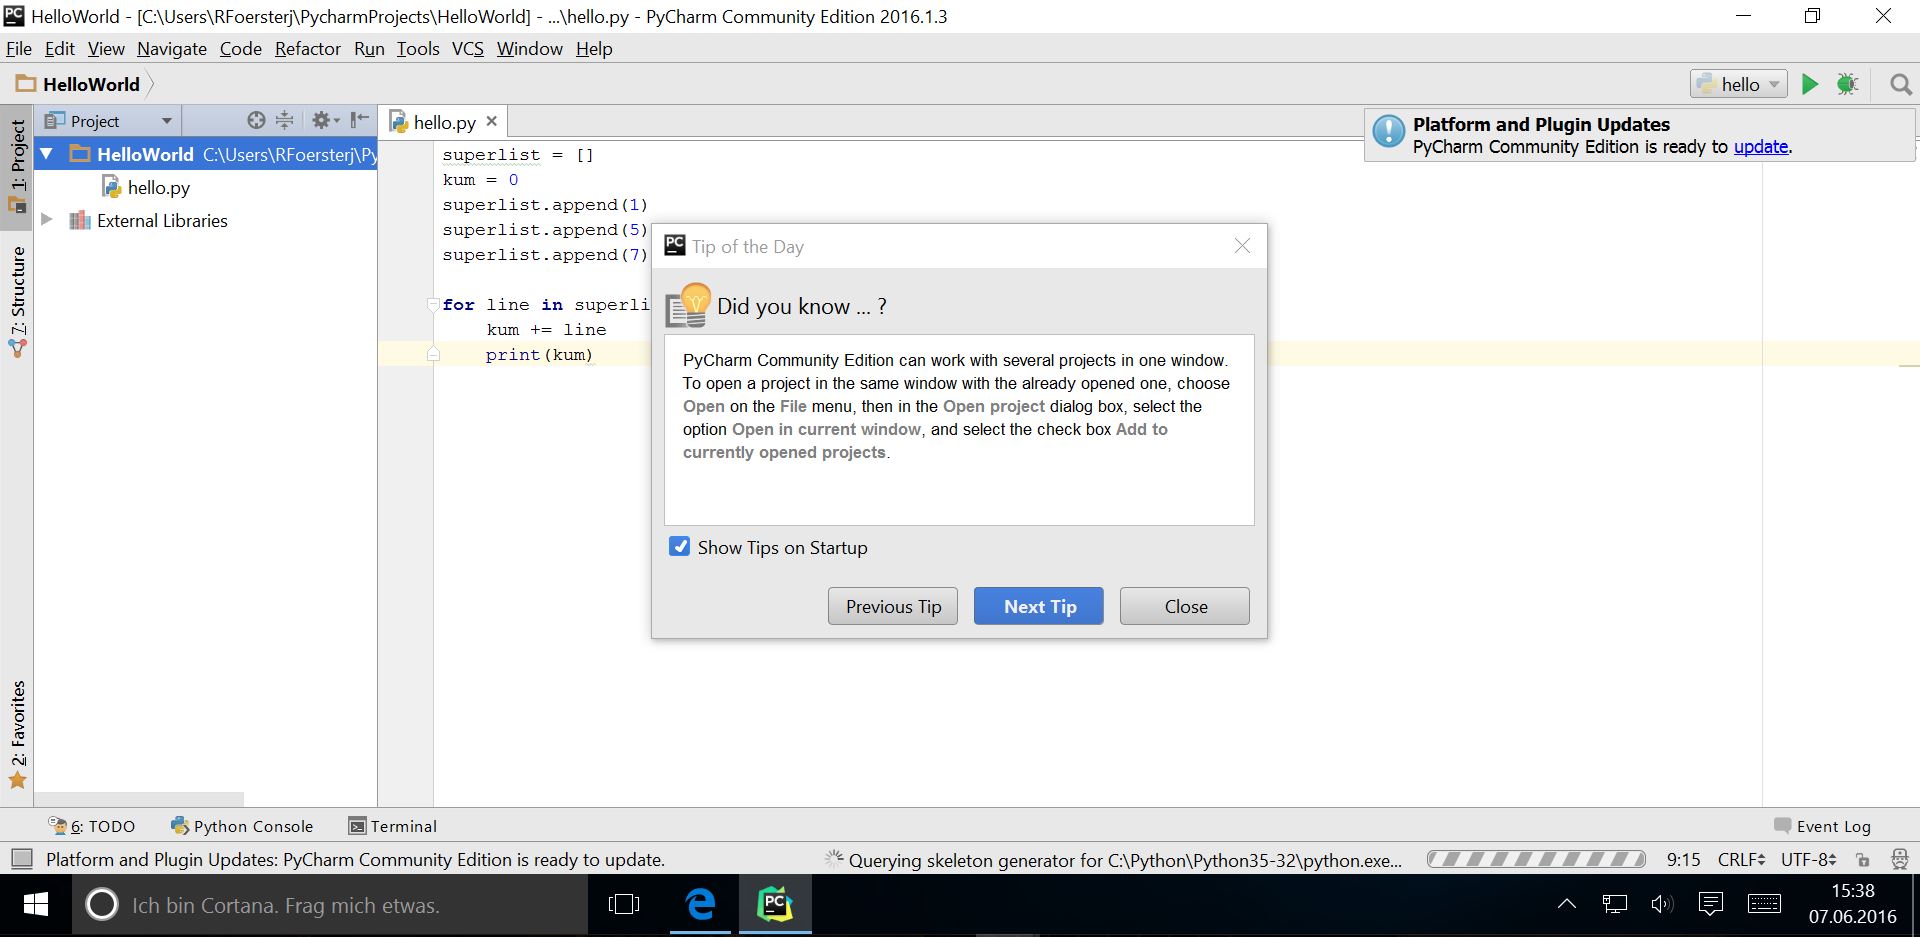 HelloWorld - [C:\Users\RFoersterj\PycharmProjects\HelloWorld] - ...\hello.py - PyCharm Community Edition 2016.1.3
File Edit View Navigate Code Refactor Run Tools VCS Window Help
HelloWorld
hello
Project
hello.py
Platform and Plugin Updates
PyCharm Community Edition is ready to update.
1: Project
7: Structure
2: Favorites
HelloWorld C:\Users\RFoersterj\Py
hello.py
External Libraries
superlist = []
kum = 0
superlist.append(1)
superlist.append(5)
superlist.append(7)
for line in superli
kum += line
print(kum)
PC Tip of the Day
Did you know ... ?
PyCharm Community Edition can work with several projects in one window.
To open a project in the same window with the already opened one, choose
Open on the File menu, then in the Open project dialog box, select the
option Open in current window, and select the check box Add to
currently opened projects.
Show Tips on Startup
Previous Tip
Next Tip
Close
6: TODO
Python Console
Terminal
Event Log
Platform and Plugin Updates: PyCharm Community Edition is ready to update.
Querying skeleton generator for C:\Python\Python35-32\python.exe...
9:15 CRLF UTF-8
Ich bin Cortana. Frag mich etwas.
PC
15:38
07.06.2016